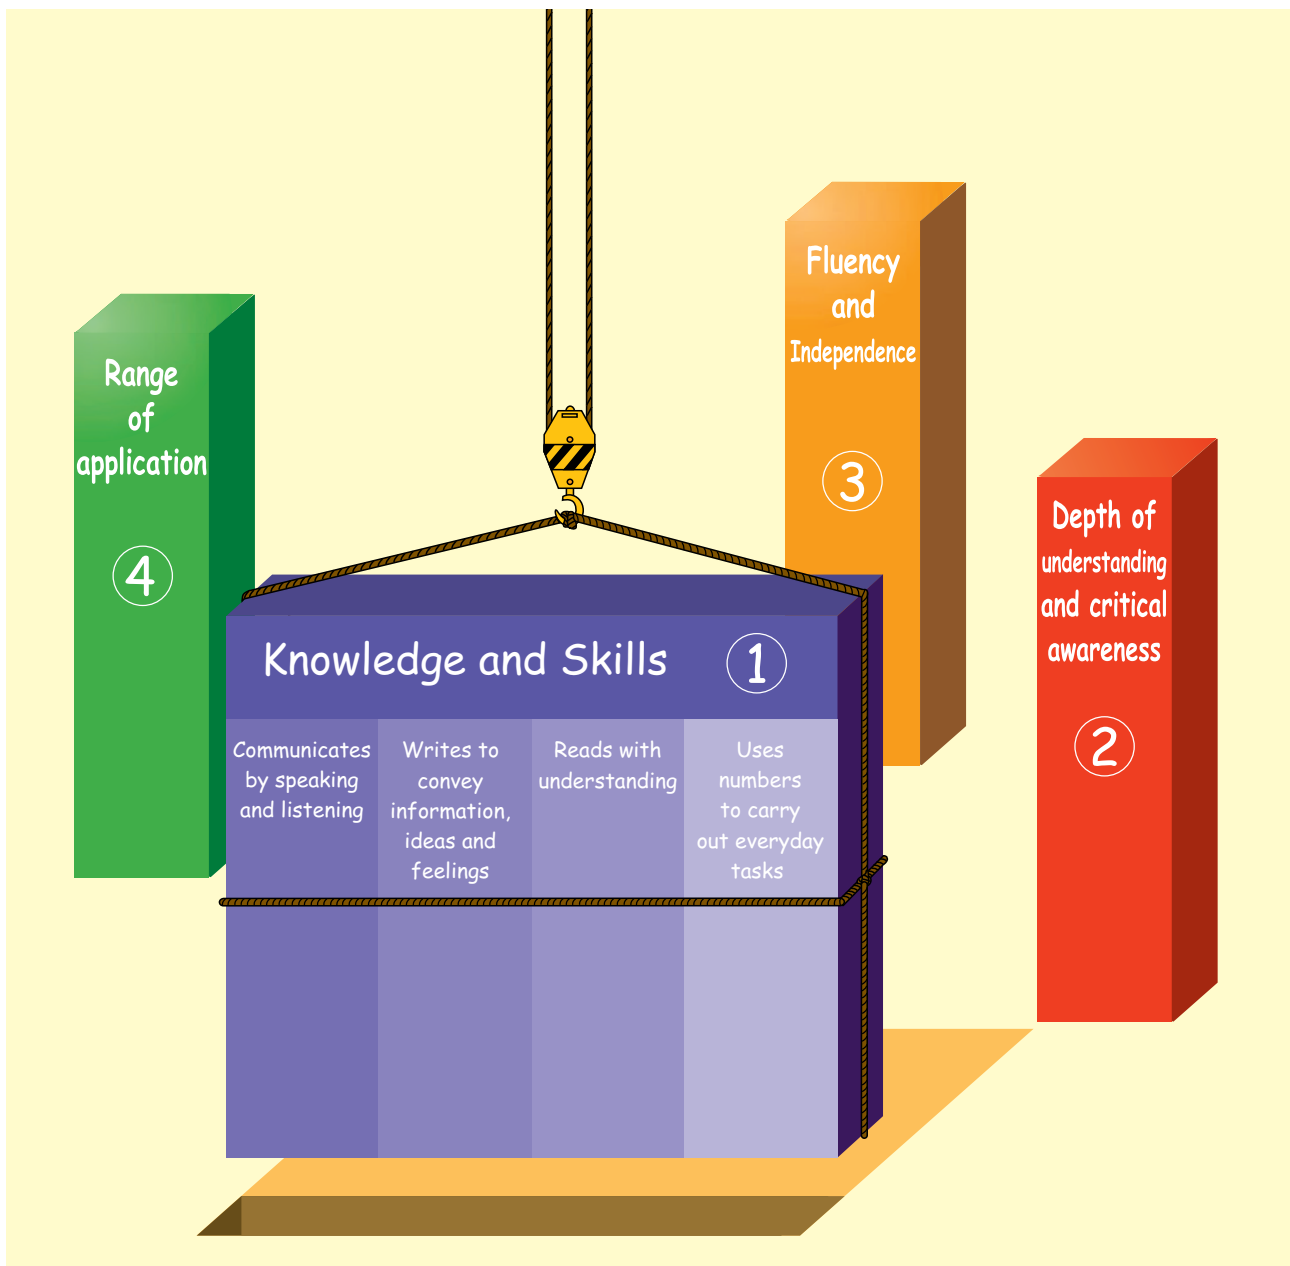 Knowledge and Skills
1
Communicates
by speaking
and listening
Writes to
convey
information,
ideas and
feelings
Reads with
understanding
Uses
numbers
to carry
out everyday
tasks
Depth of
understanding
and critical
awareness
2
Fluency
and
Independence
3
Range
of
application
4